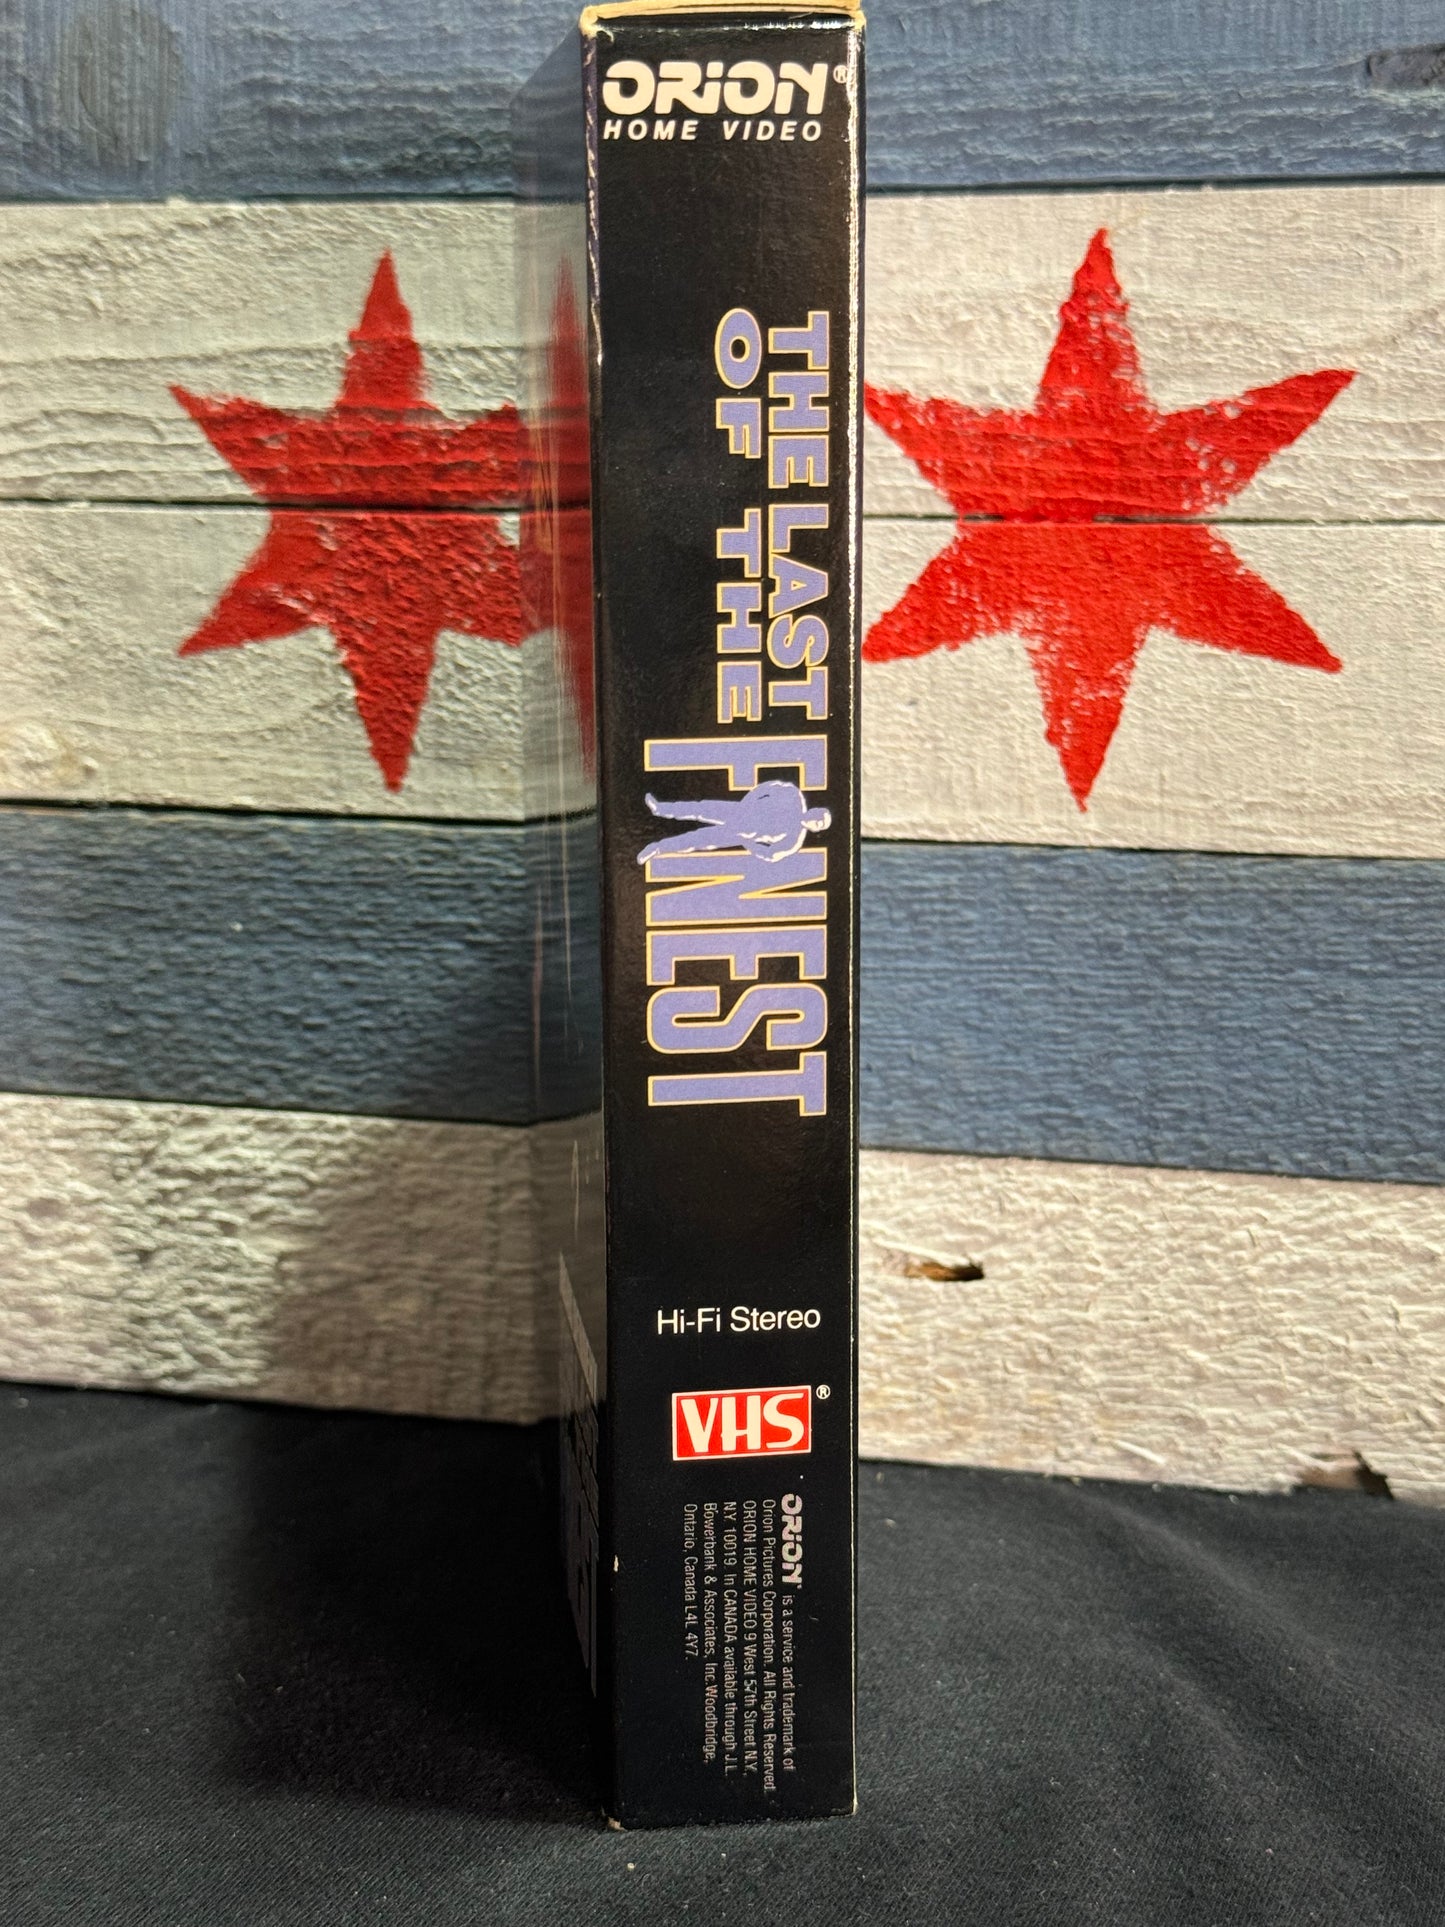 ORION®
HOME VIDEO
THE LAST
OF THE
FINEST
Hi-Fi Stereo
VHS®
ORION® is a service and trademark of
Orion Pictures Corporation. All Rights Reserved.
ORION HOME VIDEO 9 West 57th Street N.Y.,
N.Y. 10019. In CANADA available through J.L.
Bowerbank & Associates, Inc. Woodbridge,
Ontario, Canada L4L 4Y7.